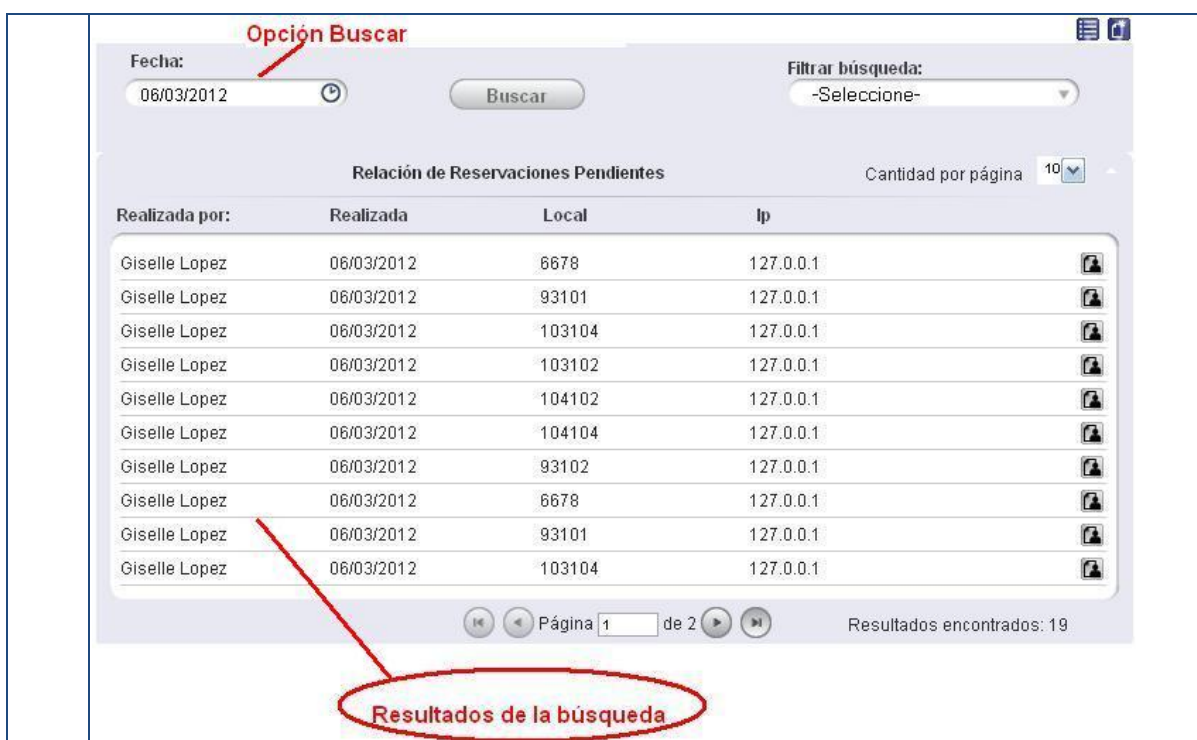 Opción Buscar
Fecha:
Filtrar búsqueda:
06/03/2012 Buscar -Seleccione-
Relación de Reservaciones Pendientes Cantidad por página 10
Realizada por: Realizada Local Ip
Giselle Lopez 06/03/2012 6678 127.0.0.1
Giselle Lopez 06/03/2012 93101 127.0.0.1
Giselle Lopez 06/03/2012 103104 127.0.0.1
Giselle Lopez 06/03/2012 103102 127.0.0.1
Giselle Lopez 06/03/2012 104102 127.0.0.1
Giselle Lopez 06/03/2012 104104 127.0.0.1
Giselle Lopez 06/03/2012 93102 127.0.0.1
Giselle Lopez 06/03/2012 6678 127.0.0.1
Giselle Lopez 06/03/2012 93101 127.0.0.1
Giselle Lopez 06/03/2012 103104 127.0.0.1
Página 1 de 2 Resultados encontrados: 19
Resultados de la búsqueda